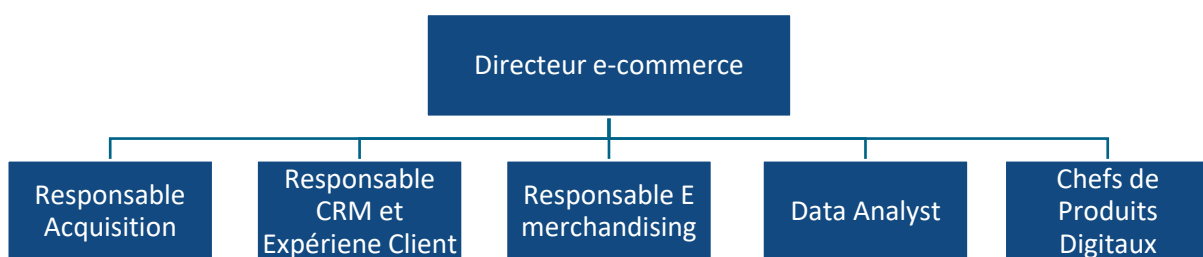 Directeur e-commerce
Responsable
Acquisition
Responsable
CRM et
Expériene Client
Responsable E
merchandising
Data Analyst
Chefs de
Produits
Digitaux